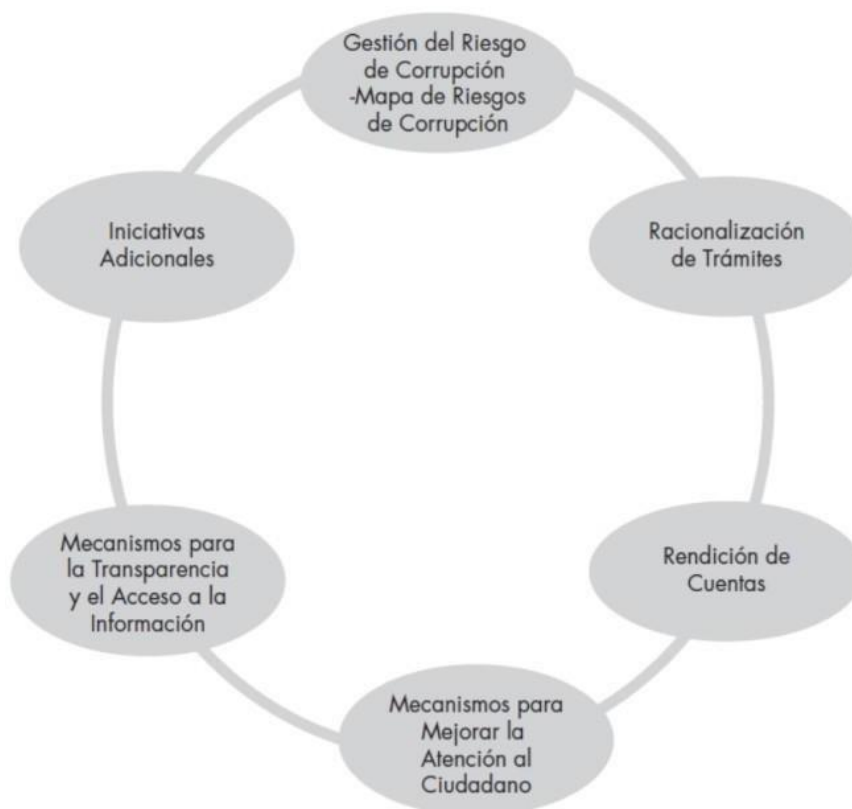 Gestión del Riesgo
de Corrupción
-Mapa de Riesgos
de Corrupción
Racionalización
de Trámites
Rendición de
Cuentas
Mecanismos para
Mejorar la
Atención al
Ciudadano
Mecanismos para
la Transparencia
y el Acceso a la
Información
Iniciativas
Adicionales